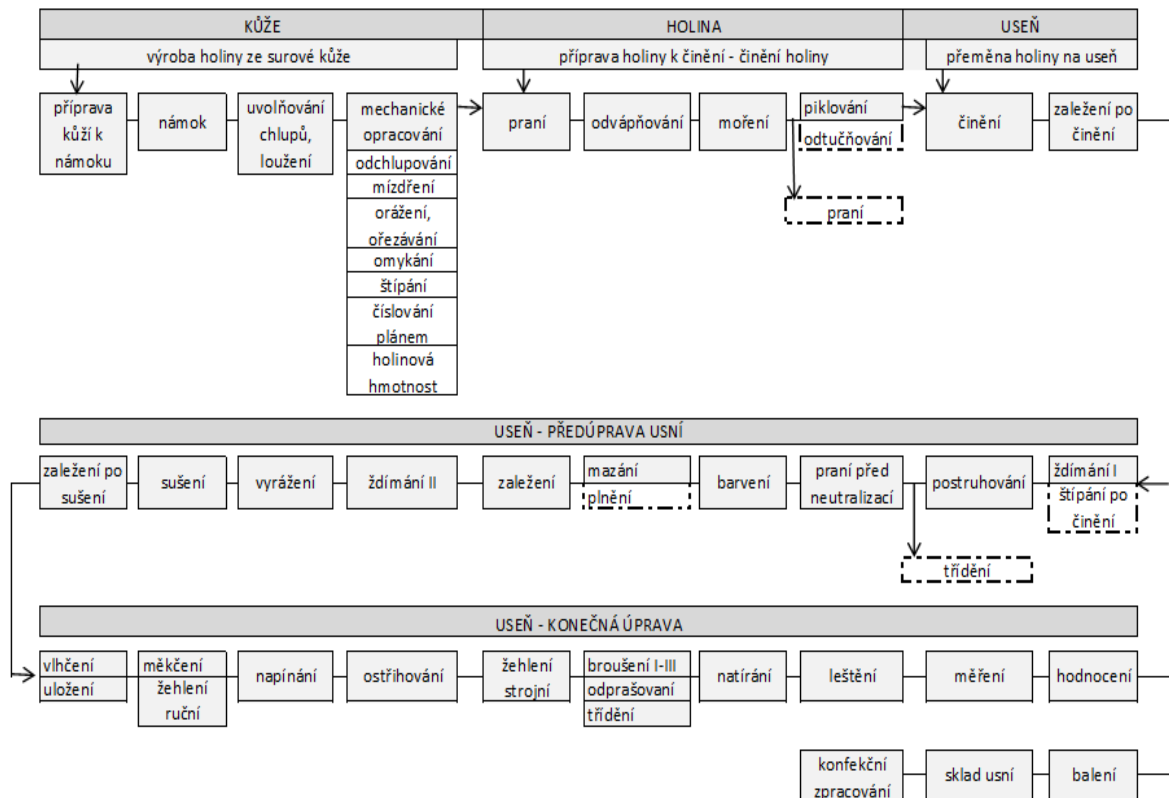 KŮŽE
HOLINA
USEŇ
výroba holiny ze surové kůže
příprava holiny k činění - činění holiny
přeměna holiny na useň
příprava
kůží k
námoku
námok
uvolňování
chlupů,
loužení
mechanické
opracování
odchlupování
mízdření
orážení,
ořezávání
omykání
štípání
číslování
plánem
holinová
hmotnost
praní
odvápňování
moření
piklování
odtučňování
praní
činění
zaležení po
činění
USEŇ - PŘEDÚPRAVA USNÍ
zaležení po
sušení
sušení
vyrážení
ždímání II
zaležení
mazání
plnění
barvení
praní před
neutralizací
třídění
postruhování
ždímání I
štípání po
činění
USEŇ - KONEČNÁ ÚPRAVA
vlhčení
uložení
měkčení
žehlení
ruční
napínání
ostřihování
žehlení
strojní
broušení I-III
odprašovaní
třídění
natírání
leštění
měření
hodnocení
konfekční
zpracování
sklad usní
balení